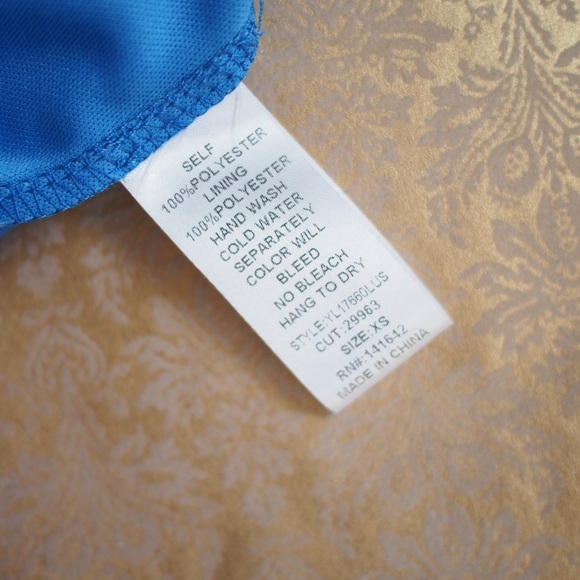 SELF
100%POLYESTER
LINING
100%POLYESTER
HAND WASH
COLD WATER
SEPARATELY
COLOR WILL
BLEED
NO BLEACH
HANG TO DRY
STYLE:YL17660LUS
CUT:29963
SIZE:XS
RN#:141642
MADE IN CHINA